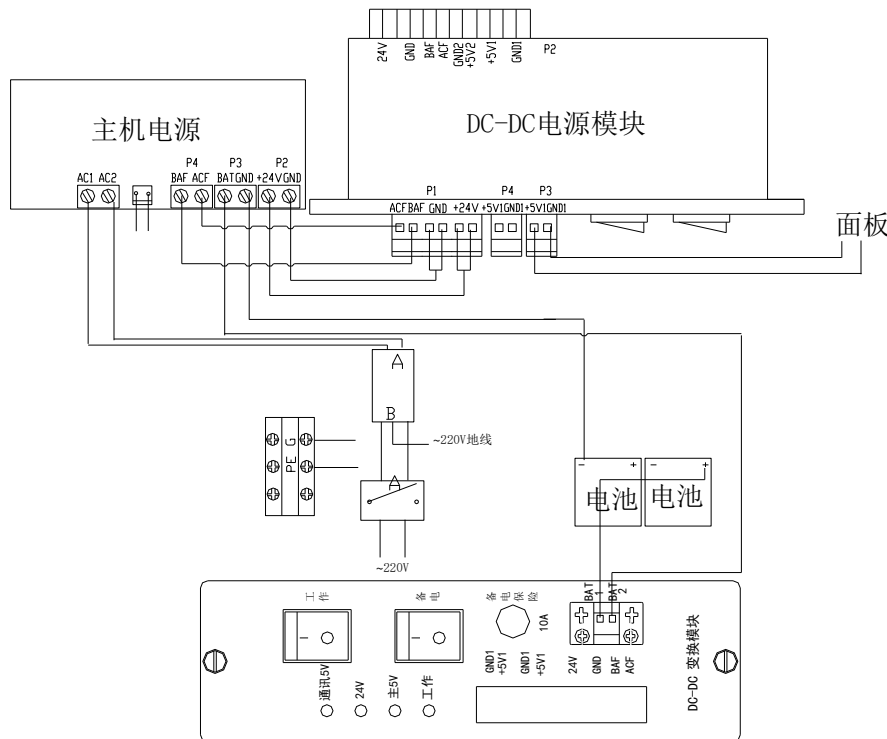 24V GND BAF ACF GND2 +5V2 +5V1 GND1 P2
主机电源
DC-DC电源模块
P4 P3 P2
AC1 AC2 BAF ACF BAT GND +24V GND
P1 P4 P3
ACF BAF GND +24V +5V1 GND1 +5V1 GND1
面板
A
B
~220V地线
PE G
A
~220V
- +
电池
- +
电池
工作
备电
备电保险
10A
BAT1
BAT2
GND1 +5V1 GND1 +5V1 24V GND BAF ACF
DC-DC 变换模块
通讯5V 24V 主5V 工作